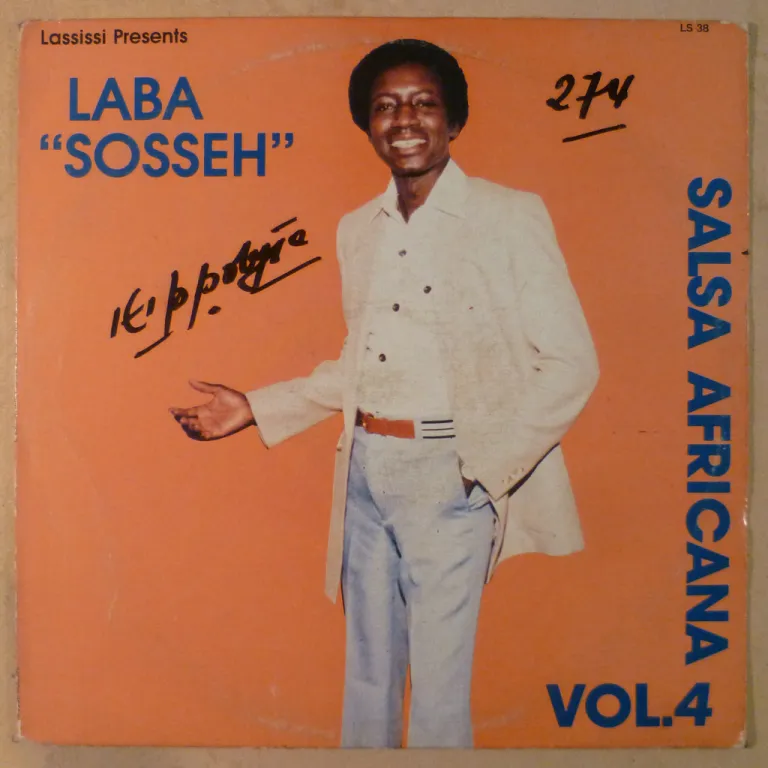 Lassissi Presents
LS 38
LABA
“SOSSEH”
274
SALSA AFRICANA
VOL.4